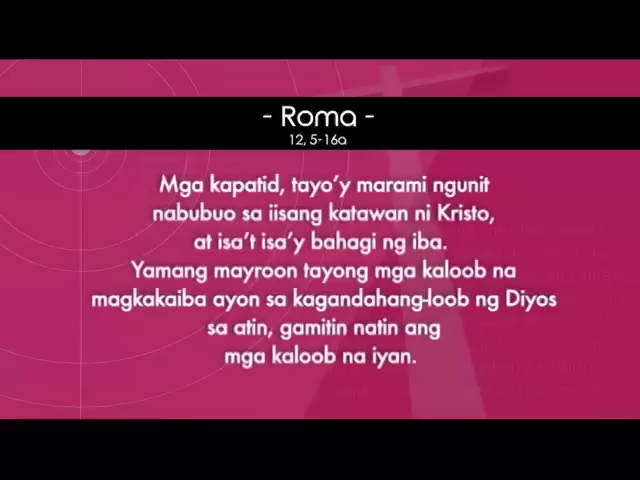 - Roma -
12, 5-16a
Mga kapatid, tayo'y marami ngunit
nabubuo sa iisang katawan ni Kristo,
at isa't isa'y bahagi ng iba.
Yamang mayroon tayong mga kaloob na
magkakaiba ayon sa kagandahang-loob ng Diyos
sa atin, gamitin natin ang
mga kaloob na iyan.